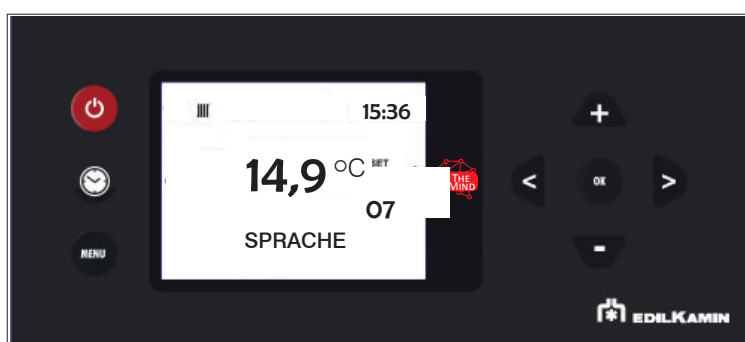 15:36
14,9 °C SET
THE
MIND
07
SPRACHE
MENU
+
<
OK
>
-
EDILKAMIN